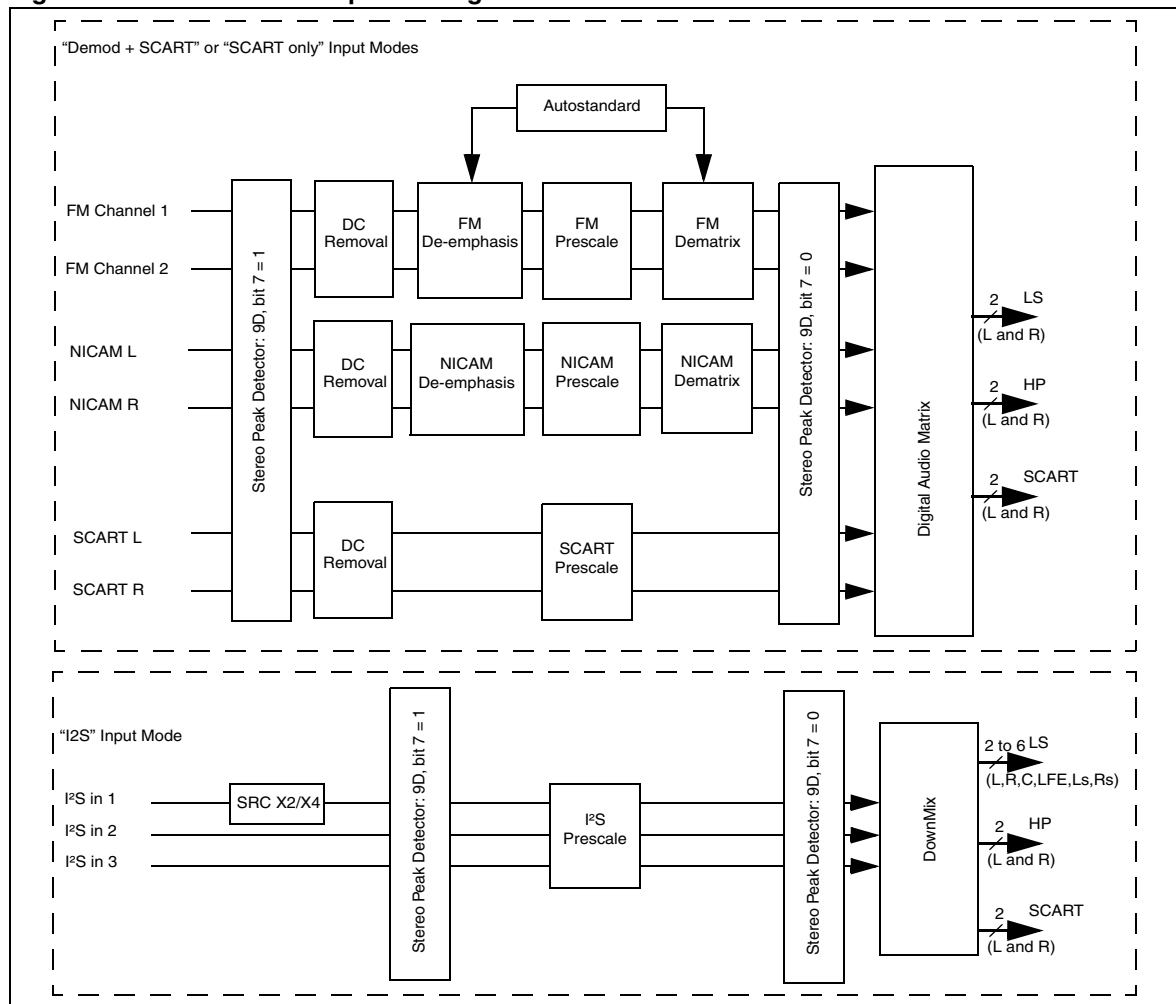 “Demod + SCART” or “SCART only” Input Modes
Autostandard
FM Channel 1
FM Channel 2
NICAM L
NICAM R
SCART L
SCART R
Stereo Peak Detector: 9D, bit 7 = 1
DC
Removal
FM
De-emphasis
FM
Prescale
FM
Dematrix
DC
Removal
NICAM
De-emphasis
NICAM
Prescale
NICAM
Dematrix
DC
Removal
SCART
Prescale
Stereo Peak Detector: 9D, bit 7 = 0
Digital Audio Matrix
2 LS
(L and R)
2 HP
(L and R)
2 SCART
(L and R)
“I2S” Input Mode
I²S in 1
I²S in 2
I²S in 3
SRC X2/X4
Stereo Peak Detector: 9D, bit 7 = 1
I²S
Prescale
Stereo Peak Detector: 9D, bit 7 = 0
DownMix
2 to 6 LS
(L,R,C,LFE,Ls,Rs)
2 HP
(L and R)
2 SCART
(L and R)